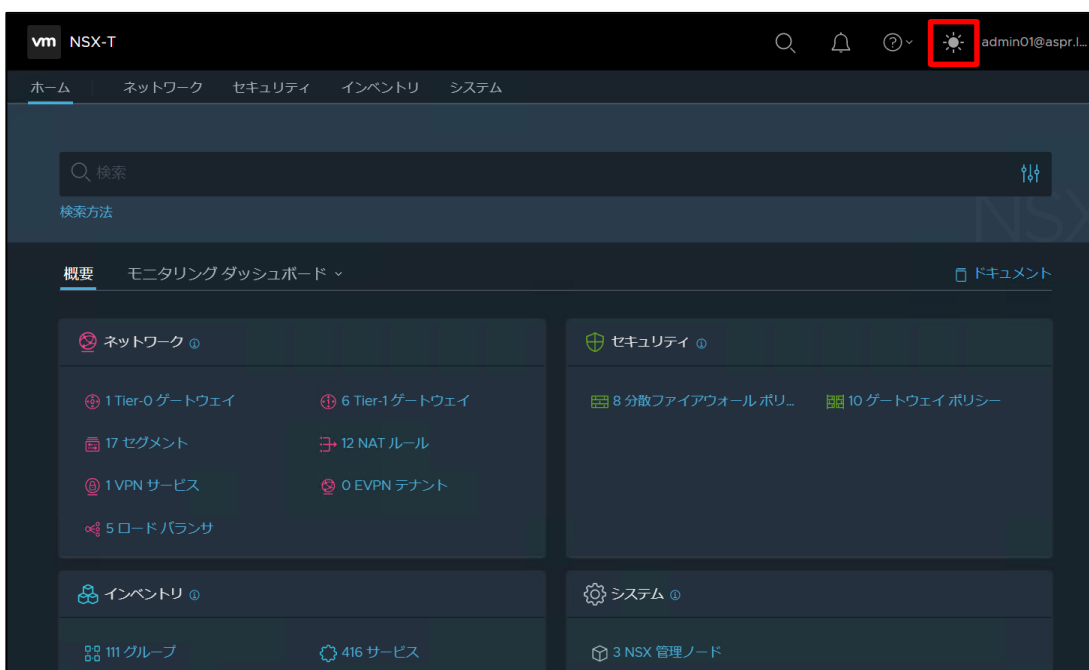 vm NSX-T
admin01@aspr.l...
ホーム ネットワーク セキュリティ インベントリ システム
検索
検索方法
NSX
概要 モニタリング ダッシュボード
ドキュメント
ネットワーク
1 Tier-0 ゲートウェイ
6 Tier-1 ゲートウェイ
17 セグメント
12 NAT ルール
1 VPN サービス
0 EVPN テナント
5 ロード バランサ
セキュリティ
8 分散ファイアウォール ポリ...
10 ゲートウェイ ポリシー
インベントリ
111 グループ
416 サービス
システム
3 NSX 管理ノード